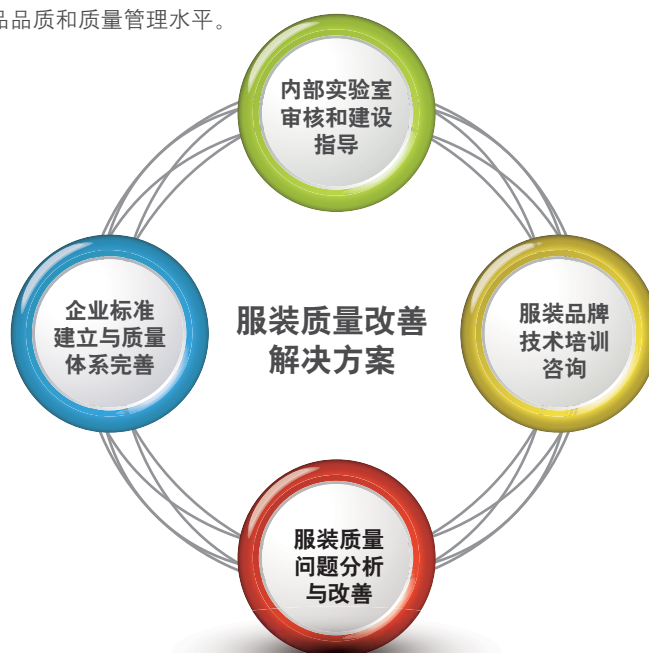 品品质和质量管理水平。
内部实验室
审核和建设
指导
企业标准
建立与质量
体系完善
服装质量改善
解决方案
服装品牌
技术培训
咨询
服装质量
问题分析
与改善